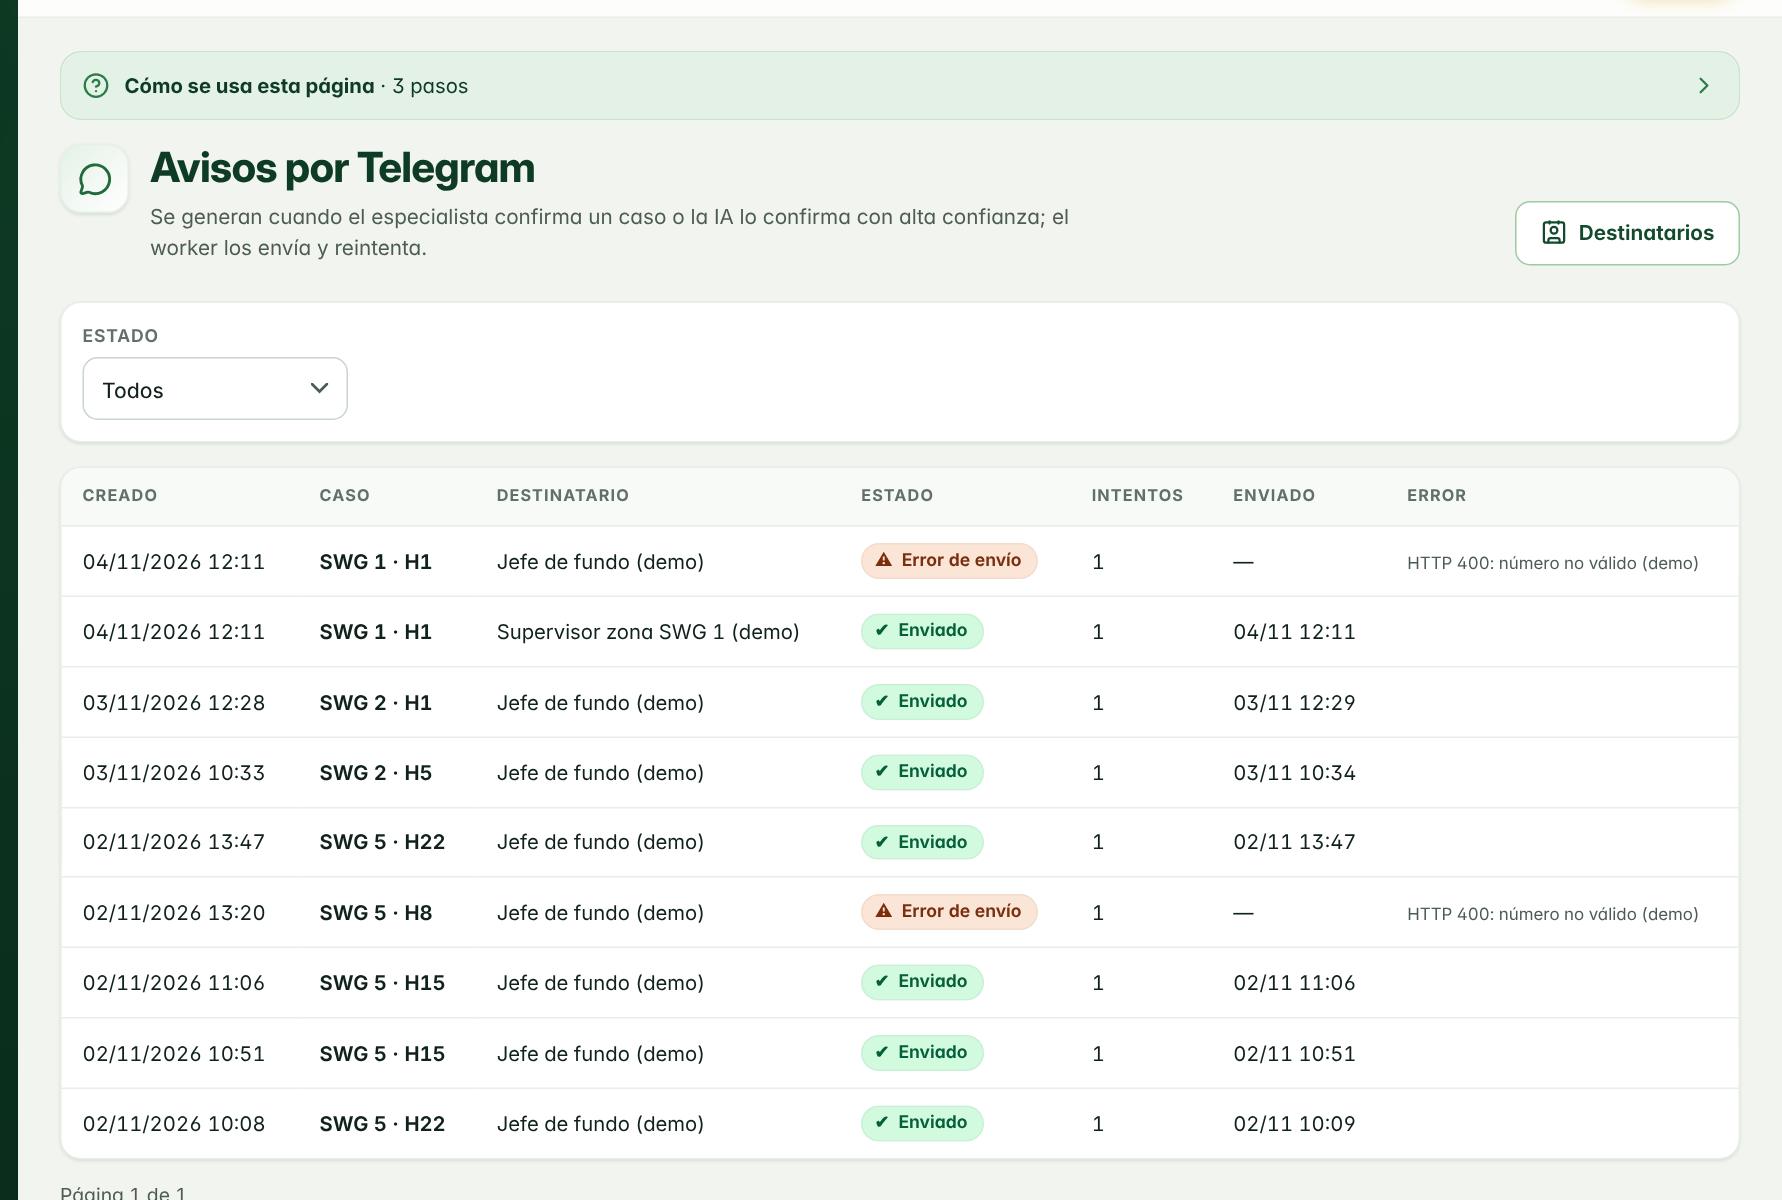 Cómo se usa esta página · 3 pasos
Avisos por Telegram
Se generan cuando el especialista confirma un caso o la IA lo confirma con alta confianza; el
worker los envía y reintenta.
Destinatarios
ESTADO
Todos
CREADO CASO DESTINATARIO ESTADO INTENTOS ENVIADO ERROR
04/11/2026 12:11 SWG 1 · H1 Jefe de fundo (demo) Error de envío 1 — HTTP 400: número no válido (demo)
04/11/2026 12:11 SWG 1 · H1 Supervisor zona SWG 1 (demo) ✔ Enviado 1 04/11 12:11
03/11/2026 12:28 SWG 2 · H1 Jefe de fundo (demo) ✔ Enviado 1 03/11 12:29
03/11/2026 10:33 SWG 2 · H5 Jefe de fundo (demo) ✔ Enviado 1 03/11 10:34
02/11/2026 13:47 SWG 5 · H22 Jefe de fundo (demo) ✔ Enviado 1 02/11 13:47
02/11/2026 13:20 SWG 5 · H8 Jefe de fundo (demo) Error de envío 1 — HTTP 400: número no válido (demo)
02/11/2026 11:06 SWG 5 · H15 Jefe de fundo (demo) ✔ Enviado 1 02/11 11:06
02/11/2026 10:51 SWG 5 · H15 Jefe de fundo (demo) ✔ Enviado 1 02/11 10:51
02/11/2026 10:08 SWG 5 · H22 Jefe de fundo (demo) ✔ Enviado 1 02/11 10:09
Página 1 de 1